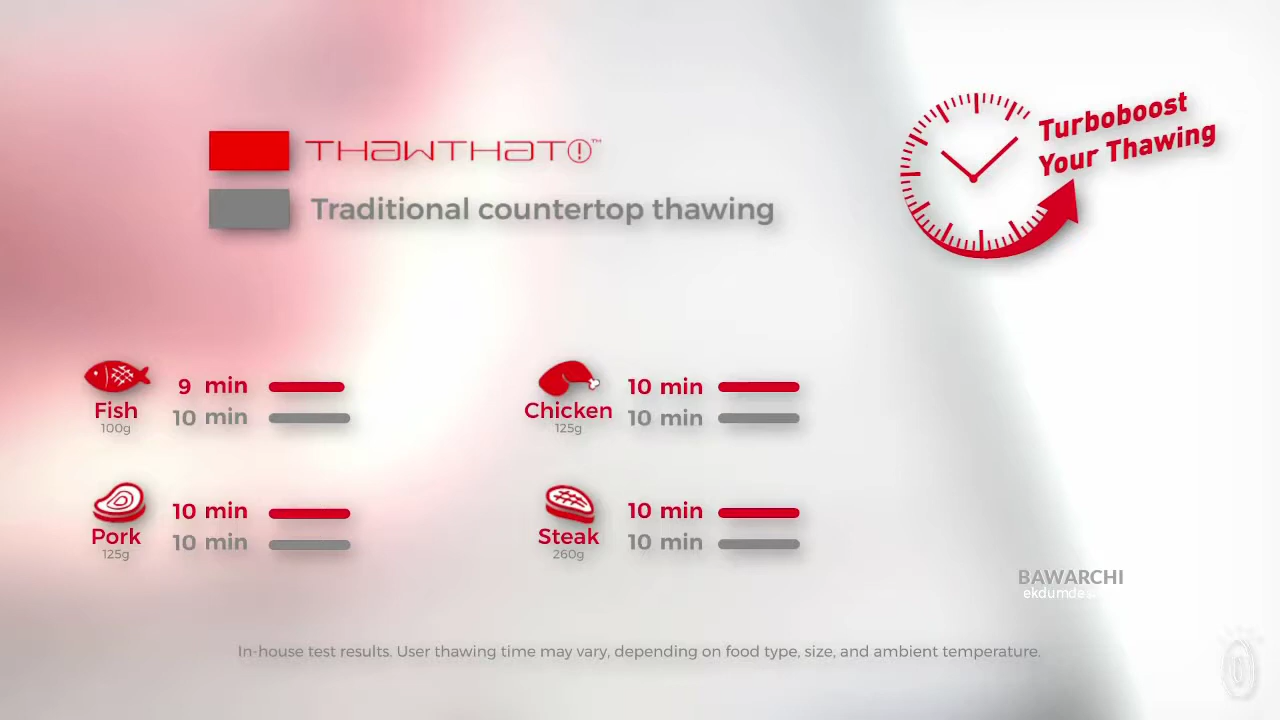 THAWTHAT!™
Traditional countertop thawing
Turboboost
Your Thawing
Fish
100g
9 min
10 min
Chicken
125g
10 min
10 min
Pork
125g
10 min
10 min
Steak
260g
10 min
10 min
BAWARCHI
In-house test results. User thawing time may vary, depending on food type, size, and ambient temperature.